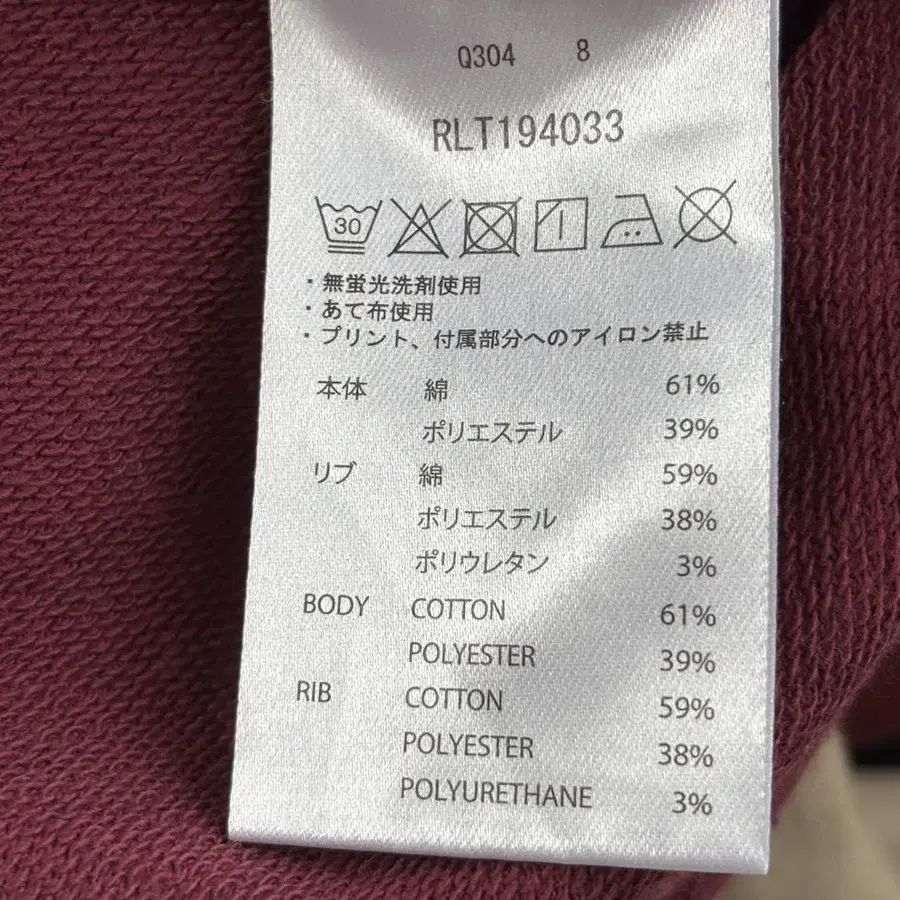 Q304 8
RLT194033
30
・無蛍光洗剤使用
・あて布使用
・プリント、付属部分へのアイロン禁止
本体 綿 61%
ポリエステル 39%
リブ 綿 59%
ポリエステル 38%
ポリウレタン 3%
BODY COTTON 61%
POLYESTER 39%
RIB COTTON 59%
POLYESTER 38%
POLYURETHANE 3%